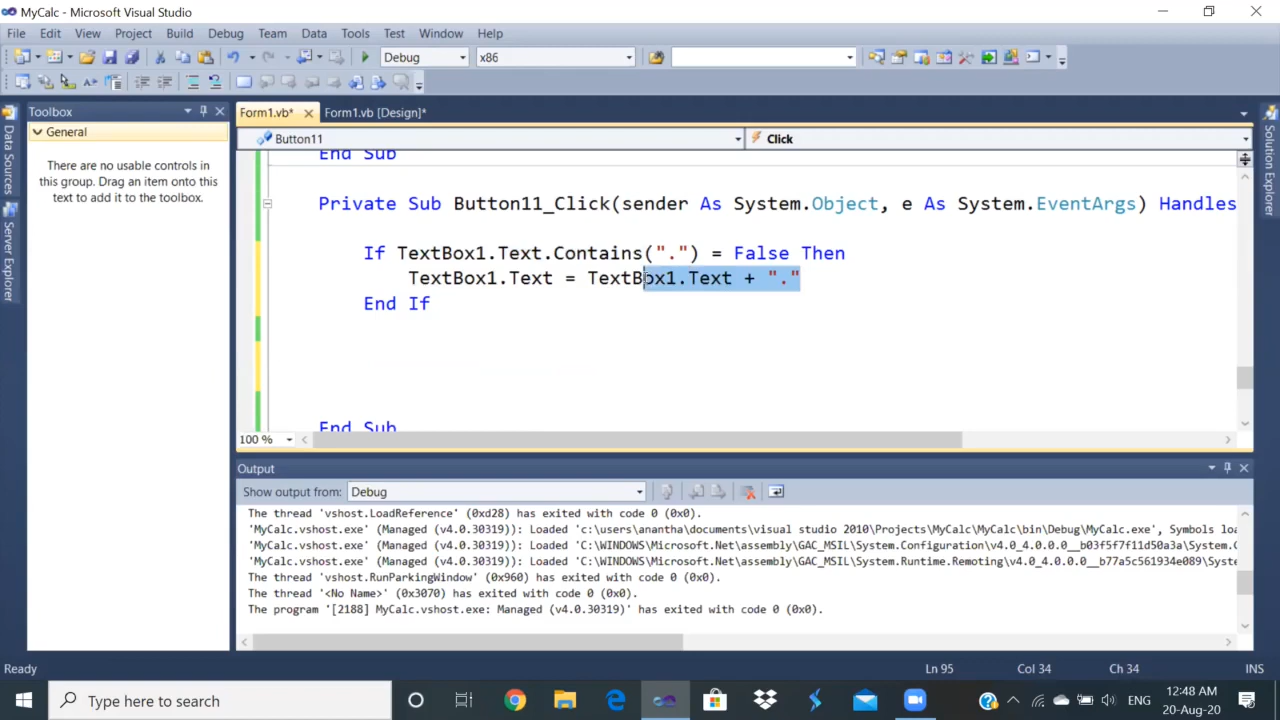 MyCalc - Microsoft Visual Studio
File Edit View Project Build Debug Team Data Tools Test Window Help
Debug x86
Toolbox
Form1.vb* Form1.vb [Design]*
General
Button11 Click
There are no usable controls in
this group. Drag an item onto this
text to add it to the toolbox.
Data Sources
Server Explorer
Solution Explorer
End Sub
Private Sub Button11_Click(sender As System.Object, e As System.EventArgs) Handles
If TextBox1.Text.Contains(".") = False Then
TextBox1.Text = TextBox1.Text + "."
End If
End Sub
100 %
Output
Show output from: Debug
The thread 'vshost.LoadReference' (0xd28) has exited with code 0 (0x0).
'MyCalc.vshost.exe' (Managed (v4.0.30319)): Loaded 'c:\users\anantha\documents\visual studio 2010\Projects\MyCalc\MyCalc\bin\Debug\MyCalc.exe', Symbols loa
'MyCalc.vshost.exe' (Managed (v4.0.30319)): Loaded 'C:\WINDOWS\Microsoft.Net\assembly\GAC_MSIL\System.Configuration\v4.0_4.0.0.0__b03f5f7f11d50a3a\System.C
'MyCalc.vshost.exe' (Managed (v4.0.30319)): Loaded 'C:\WINDOWS\Microsoft.Net\assembly\GAC_MSIL\System.Runtime.Remoting\v4.0_4.0.0.0__b77a5c561934e089\Syste
The thread 'vshost.RunParkingWindow' (0x960) has exited with code 0 (0x0).
The thread '<No Name>' (0x3070) has exited with code 0 (0x0).
The program '[2188] MyCalc.vshost.exe: Managed (v4.0.30319)' has exited with code 0 (0x0).
Ready Ln 95 Col 34 Ch 34 INS
Type here to search
ENG
12:48 AM
20-Aug-20